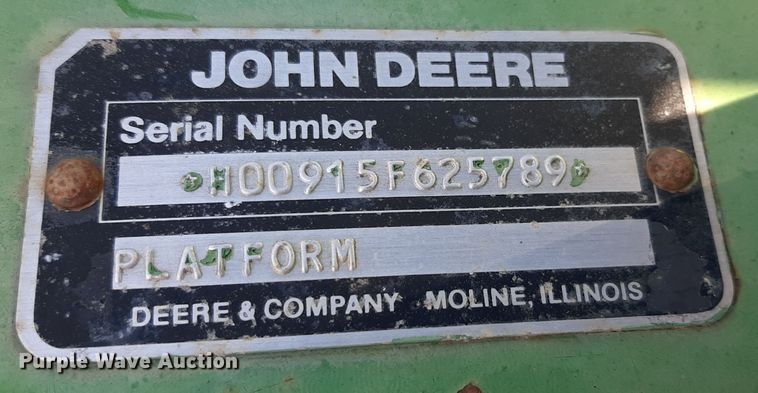 JOHN DEERE
Serial Number
*H00915F625789*
PLATFORM
DEERE & COMPANY MOLINE, ILLINOIS
Purple Wave Auction